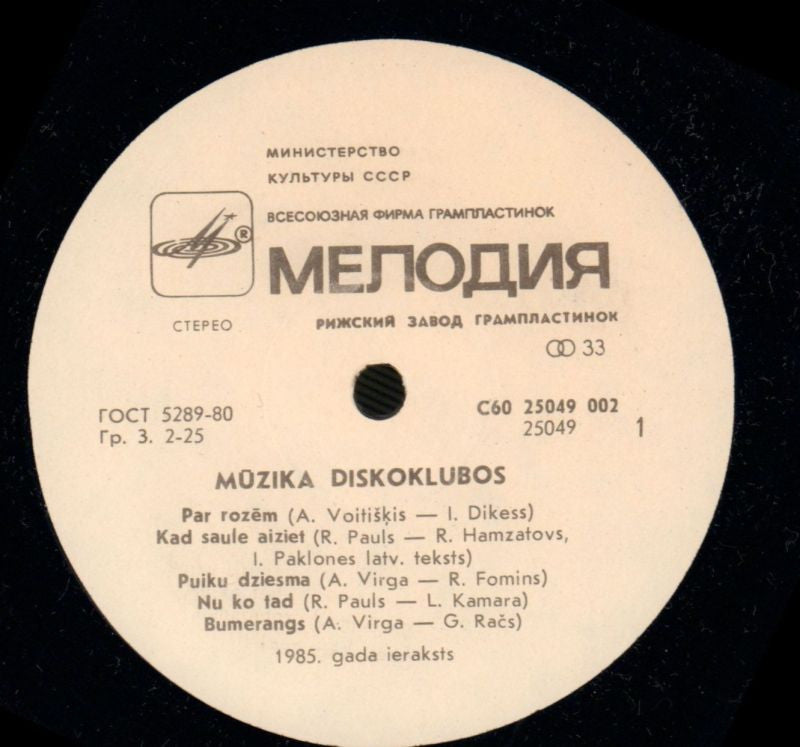 МИНИСТЕРСТВО
КУЛЬТУРЫ СССР
ВСЕСОЮЗНАЯ ФИРМА ГРАМПЛАСТИНОК
®
МЕЛОДИЯ
СТЕРЕО
РИЖСКИЙ ЗАВОД ГРАМПЛАСТИНОК
33
ГОСТ 5289-80
Гр. 3. 2-25
С60 25049 002
25049
1
MŪZIKA DISKOKLUBOS
Par rozēm (A. Voitišķis — I. Dikess)
Kad saule aiziet (R. Pauls — R. Hamzatovs,
I. Paklones latv. teksts)
Puiku dziesma (A. Virga — R. Fomins)
Nu ko tad (R. Pauls — L. Kamara)
Bumerangs (A. Virga — G. Račs)
1985. gada ieraksts